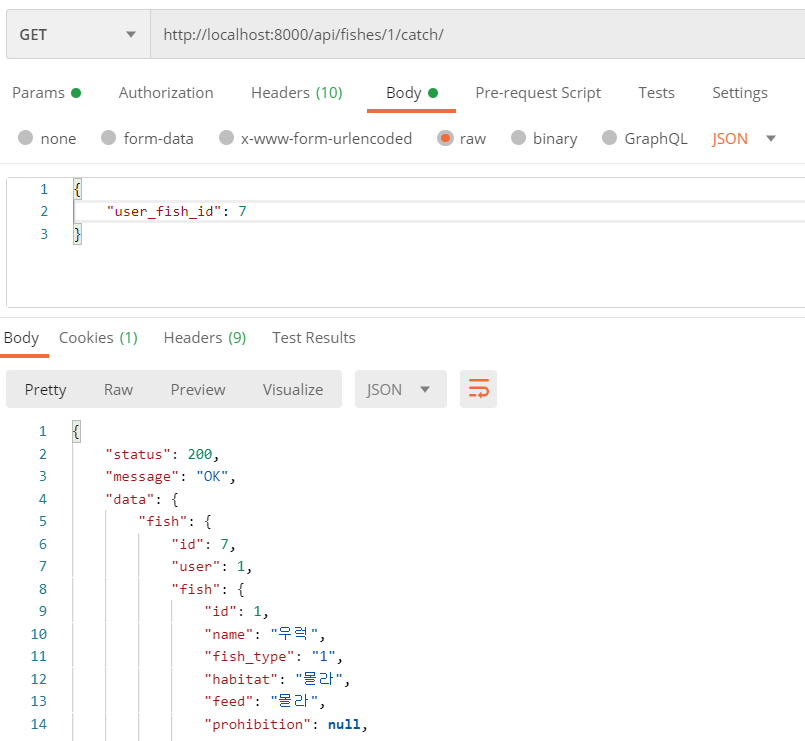 GET http://localhost:8000/api/fishes/1/catch/
Params Authorization Headers (10) Body Pre-request Script Tests Settings
none form-data x-www-form-urlencoded raw binary GraphQL JSON
1 {
2 "user_fish_id": 7
3 }
Body Cookies (1) Headers (9) Test Results
Pretty Raw Preview Visualize JSON
1 {
2 "status": 200,
3 "message": "OK",
4 "data": {
5 "fish": {
6 "id": 7,
7 "user": 1,
8 "fish": {
9 "id": 1,
10 "name": "우럭",
11 "fish_type": "1",
12 "habitat": "몰라",
13 "feed": "몰라",
14 "prohibition": null,